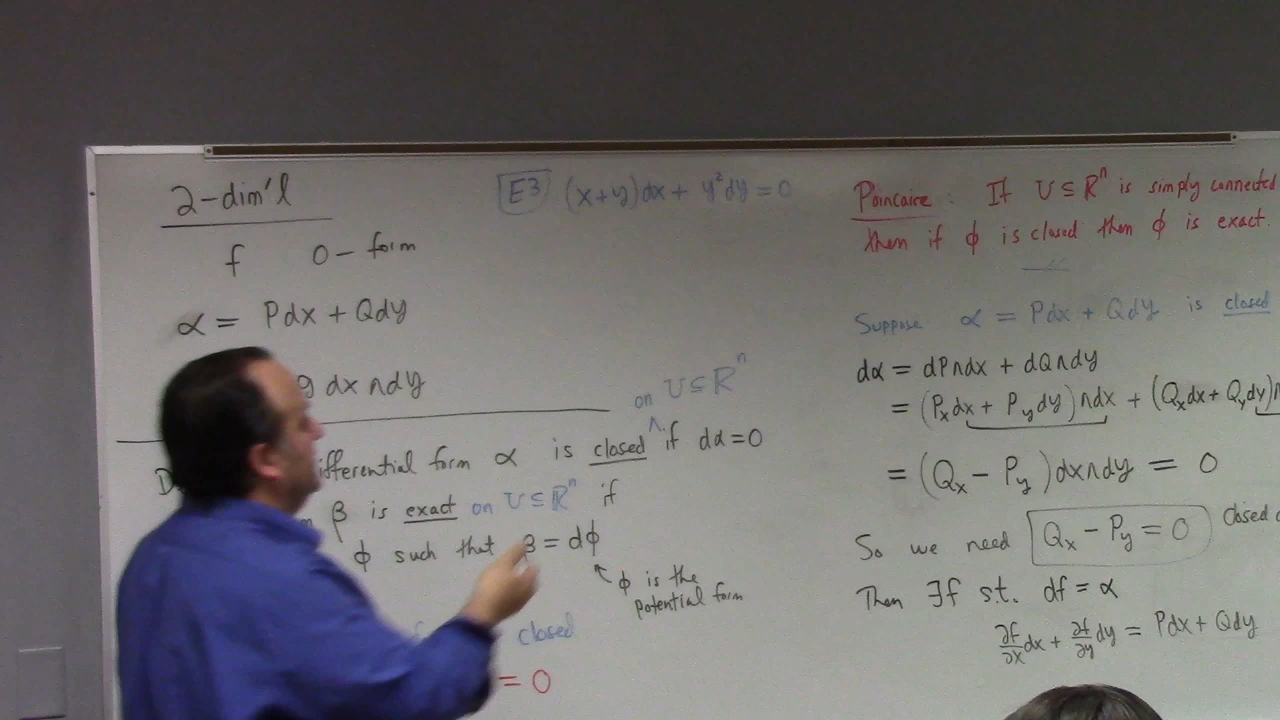 2-dim'l
f 0-form
α = Pdx + Qdy
g dx∧dy
differential form α is closed on U ⊆ ℝⁿ if dα = 0
β is exact on U ⊆ ℝⁿ if
φ such that β = dφ
φ is the
potential form
closed
= 0
E3 (x+y)dx + y²dy = 0
Poincaire: If U ⊆ ℝⁿ is simply connected
then if φ is closed then φ is exact.
Suppose α = Pdx + Qdy is closed
dα = dP∧dx + dQ∧dy
= (Pₓdx + P_y dy)∧dx + (Qₓdx + Q_y dy)∧
= (Qₓ - P_y)dx∧dy = 0
So we need Qₓ - P_y = 0 Closed
Then ∃f s.t. df = α
∂f/∂x dx + ∂f/∂y dy = Pdx + Qdy